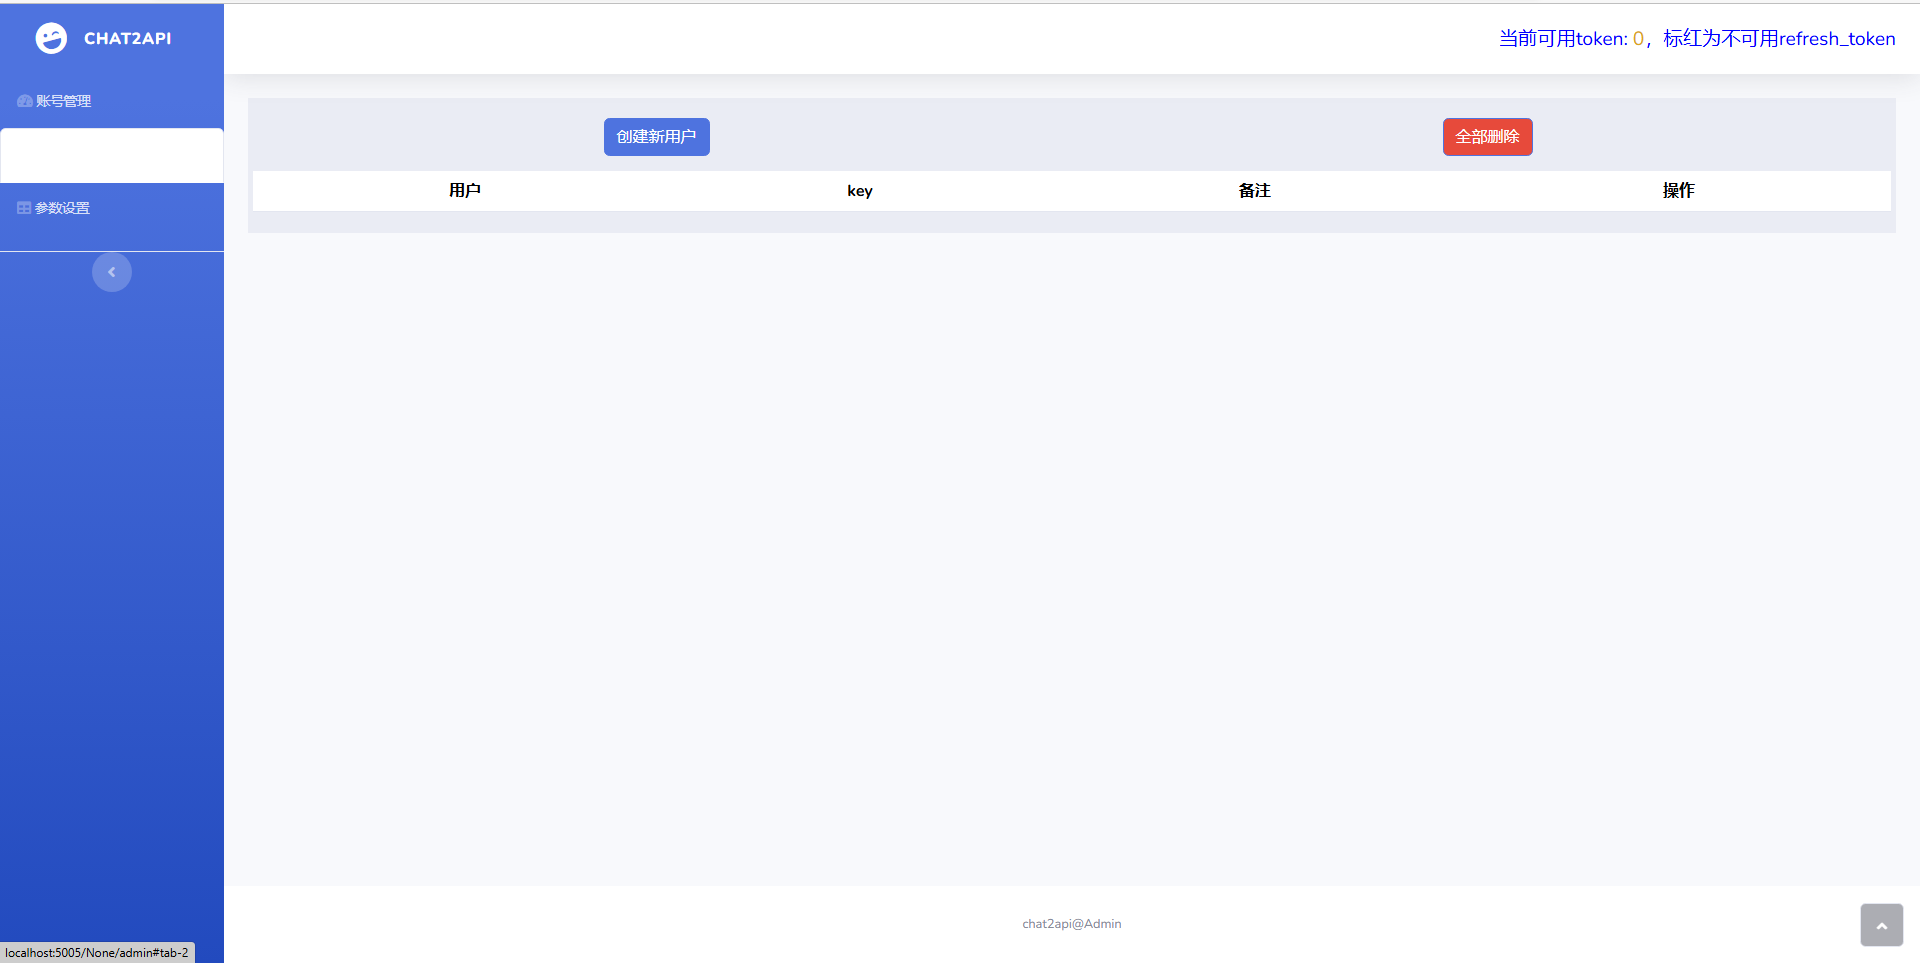 CHAT2API
当前可用token: 0，标红为不可用refresh_token
账号管理
参数设置
创建新用户
全部删除
用户 key 备注 操作
chat2api@Admin
localhost:5005/None/admin#tab-2